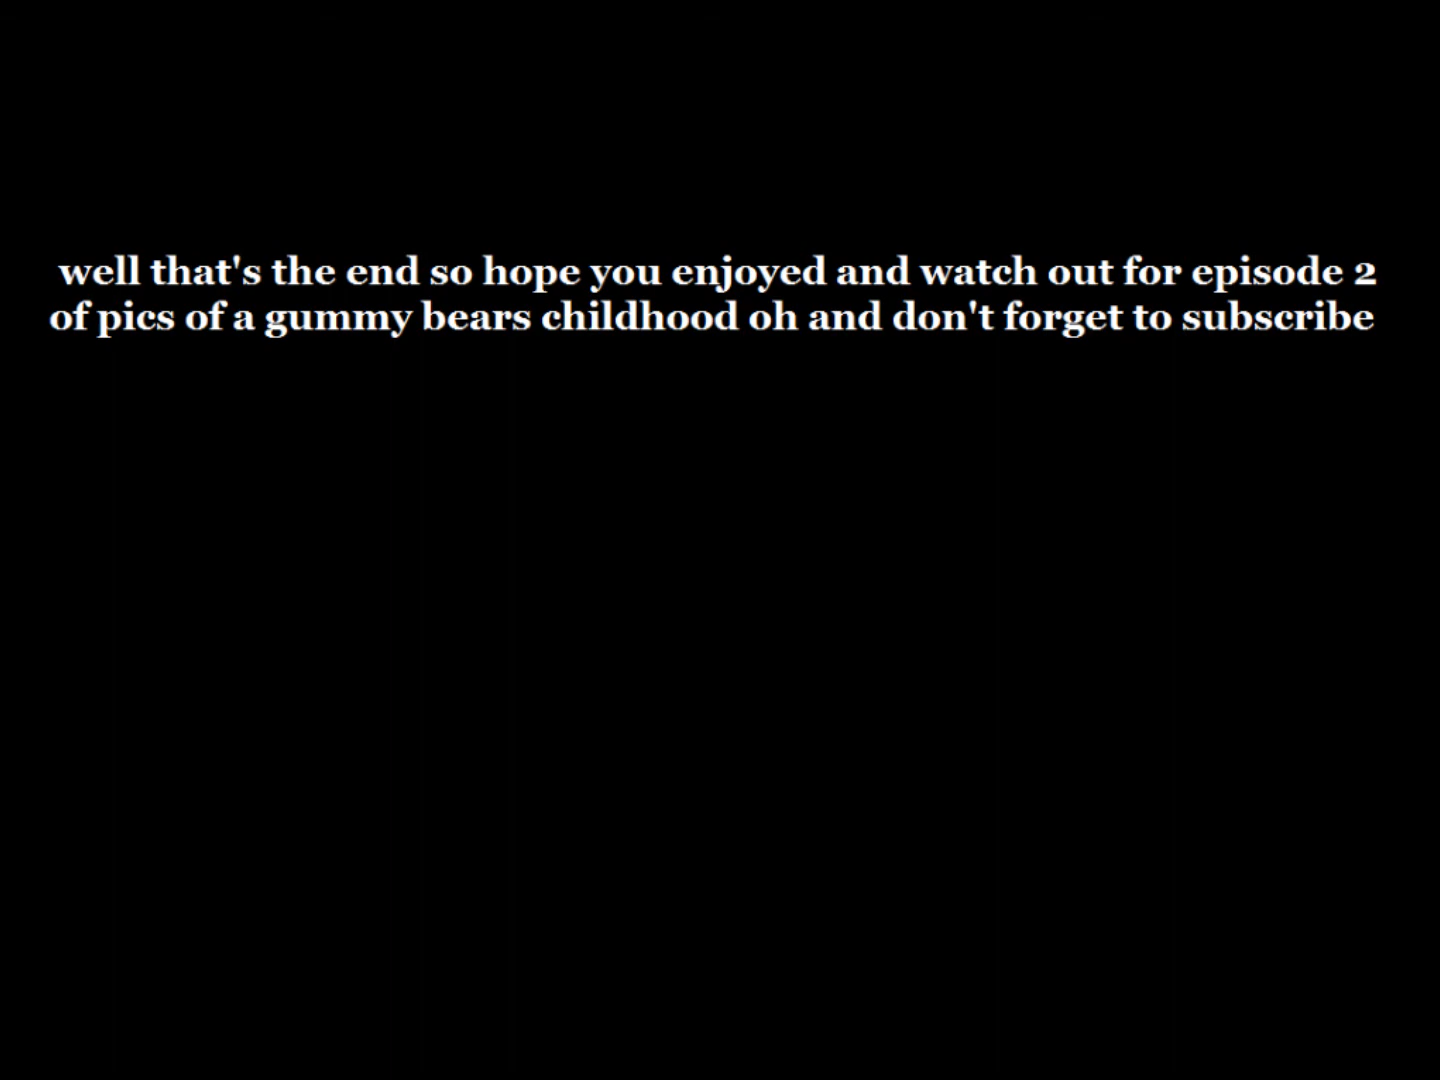 well that's the end so hope you enjoyed and watch out for episode 2
of pics of a gummy bears childhood oh and don't forget to subscribe